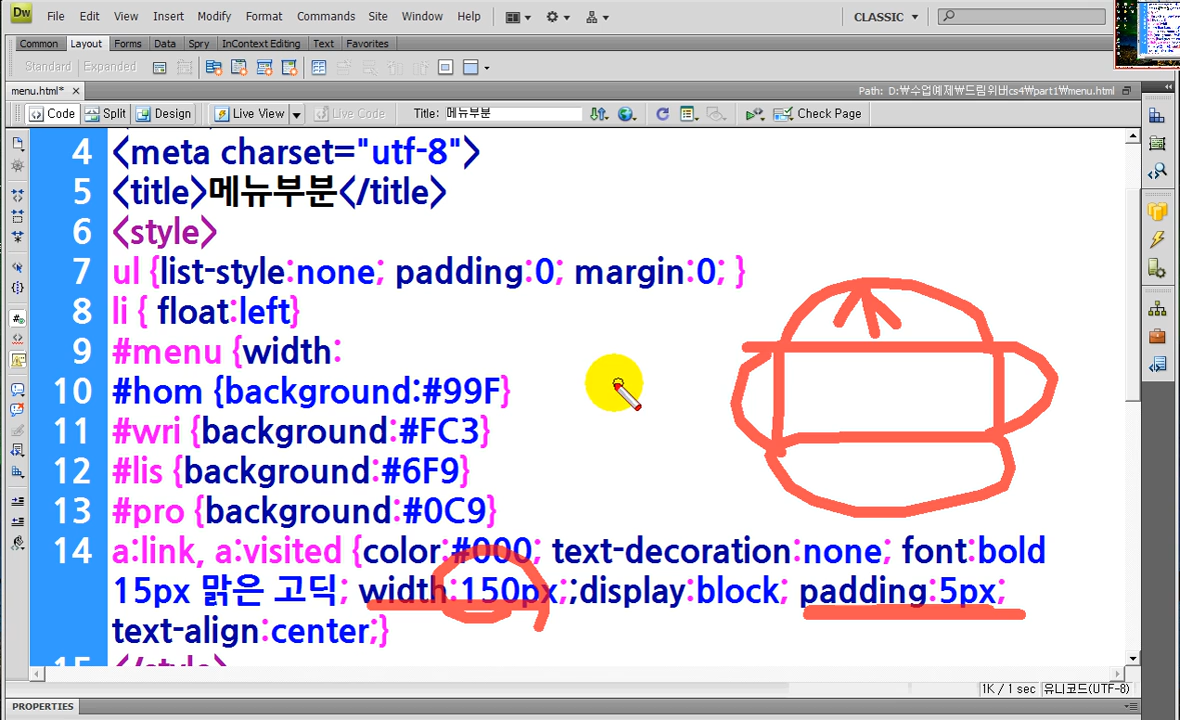 Dw File Edit View Insert Modify Format Commands Site Window Help CLASSIC
Common Layout Forms Data Spry InContext Editing Text Favorites
Standard Expanded
menu.html* Path: D:₩수업예제₩드림위버cs4₩part1₩menu.html
Code Split Design Live View Live Code Title: 메뉴부분 Check Page
4 <meta charset="utf-8">
5 <title>메뉴부분</title>
6 <style>
7 ul {list-style:none; padding:0; margin:0; }
8 li { float:left}
9 #menu {width:
10 #hom {background:#99F}
11 #wri {background:#FC3}
12 #lis {background:#6F9}
13 #pro {background:#0C9}
14 a:link, a:visited {color:#000; text-decoration:none; font:bold
15px 맑은 고딕; width:150px;;display:block; padding:5px;
text-align:center;}
15 </style>
1K / 1 sec 유니코드(UTF-8)
PROPERTIES